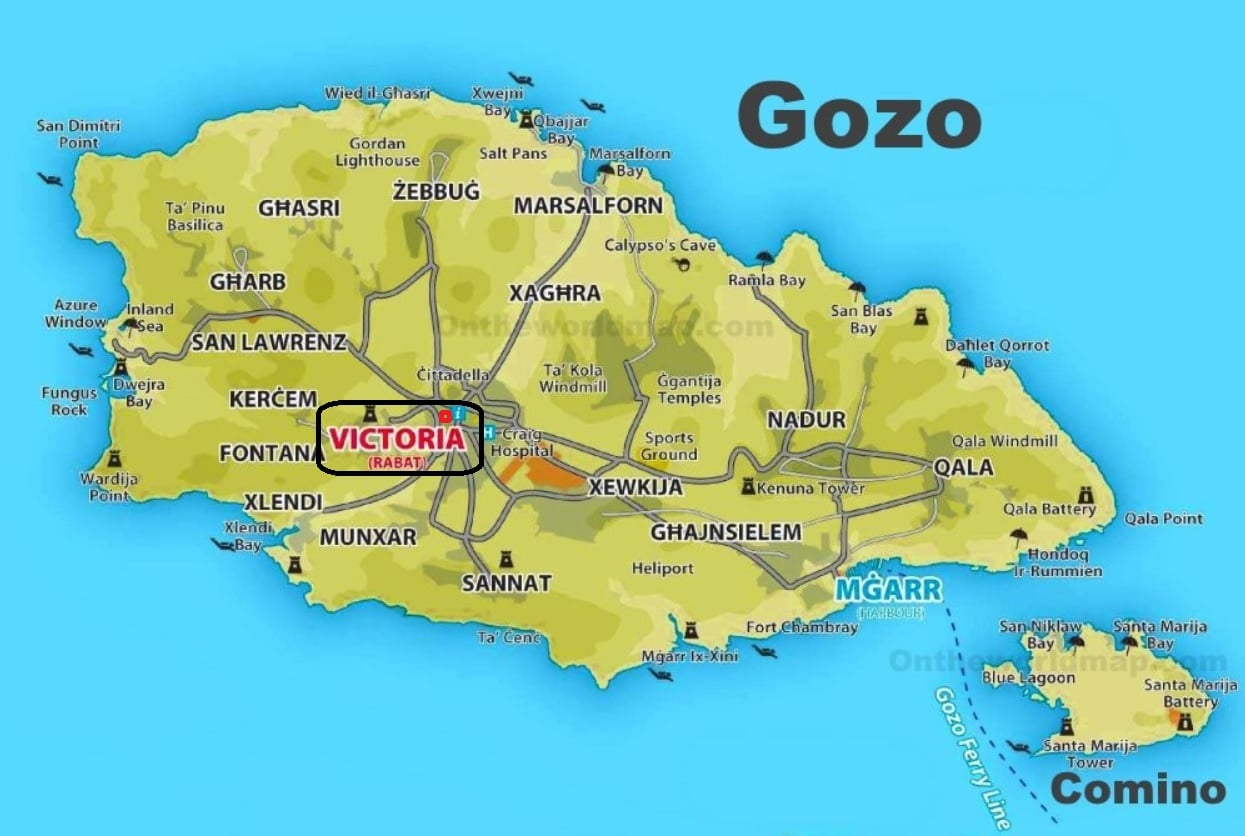 Gozo
Wied il-Għasri
Xwejni
Bay
San Dimitri
Point
Qbajjar
Bay
Gordan
Lighthouse
Salt Pans
Marsalforn
Bay
ŻEBBUĠ
Ta' Pinu
Basilica
GĦASRI
MARSALFORN
Calypso's Cave
GĦARB
XAGĦRA
Ramla Bay
Azure
Window
Inland
Sea
San Blas
Bay
Ontheworldmap.com
SAN LAWRENZ
Daħlet Qorrot
Bay
Ċittadella
Ta' Kola
Windmill
Ġgantija
Temples
Fungus
Rock
Dwejra
Bay
KERĊEM
i
NADUR
VICTORIA
(RABAT)
H
Craig
Hospital
Sports
Ground
Qala Windmill
FONTANA
QALA
Wardija
Point
XEWKIJA
Kenuna Tower
XLENDI
Qala Battery
Qala Point
Xlendi
Bay
MUNXAR
GĦAJNSIELEM
Ħondoq
Ir-Rummien
Heliport
SANNAT
MĠARR
(HARBOUR)
Ta' Ċenċ
Fort Chambray
Mġarr Ix-Xini
San Niklaw
Bay
Santa Marija
Bay
Ontheworldmap.com
Blue Lagoon
Santa Marija
Battery
Gozo Ferry Line
Santa Marija
Tower
Comino